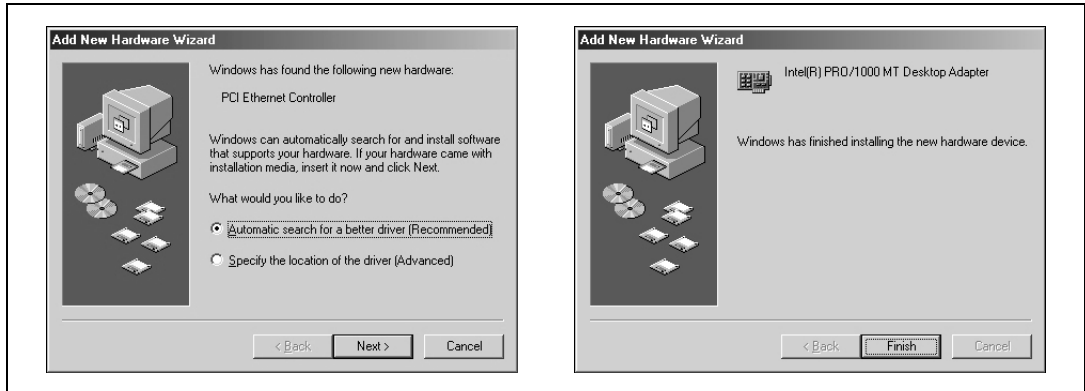 Add New Hardware Wizard
Windows has found the following new hardware:
PCI Ethernet Controller
Windows can automatically search for and install software
that supports your hardware. If your hardware came with
installation media, insert it now and click Next.
What would you like to do?
Automatic search for a better driver (Recommended)
Specify the location of the driver (Advanced)
< Back
Next >
Cancel
Add New Hardware Wizard
Intel(R) PRO/1000 MT Desktop Adapter
Windows has finished installing the new hardware device.
< Back
Finish
Cancel